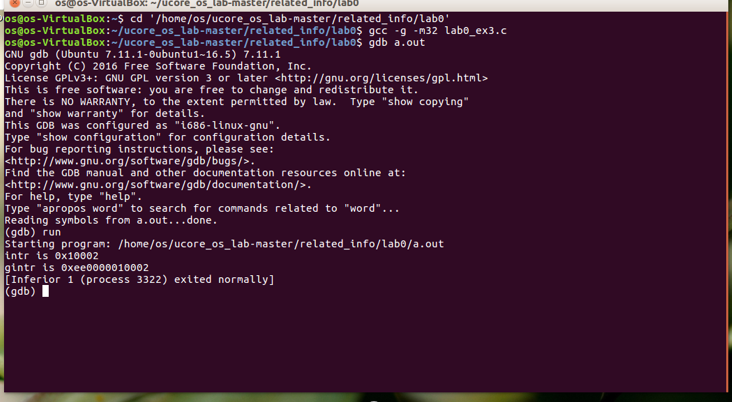 os@os-VirtualBox: ~/ucore_os_lab-master/related_info/lab0
os@os-VirtualBox:~$ cd '/home/os/ucore_os_lab-master/related_info/lab0'
os@os-VirtualBox:~/ucore_os_lab-master/related_info/lab0$ gcc -g -m32 lab0_ex3.c
os@os-VirtualBox:~/ucore_os_lab-master/related_info/lab0$ gdb a.out
GNU gdb (Ubuntu 7.11.1-0ubuntu1~16.5) 7.11.1
Copyright (C) 2016 Free Software Foundation, Inc.
License GPLv3+: GNU GPL version 3 or later <http://gnu.org/licenses/gpl.html>
This is free software: you are free to change and redistribute it.
There is NO WARRANTY, to the extent permitted by law.  Type "show copying"
and "show warranty" for details.
This GDB was configured as "i686-linux-gnu".
Type "show configuration" for configuration details.
For bug reporting instructions, please see:
<http://www.gnu.org/software/gdb/bugs/>.
Find the GDB manual and other documentation resources online at:
<http://www.gnu.org/software/gdb/documentation/>.
For help, type "help".
Type "apropos word" to search for commands related to "word"...
Reading symbols from a.out...done.
(gdb) run
Starting program: /home/os/ucore_os_lab-master/related_info/lab0/a.out
intr is 0x10002
gintr is 0xee0000010002
[Inferior 1 (process 3322) exited normally]
(gdb)